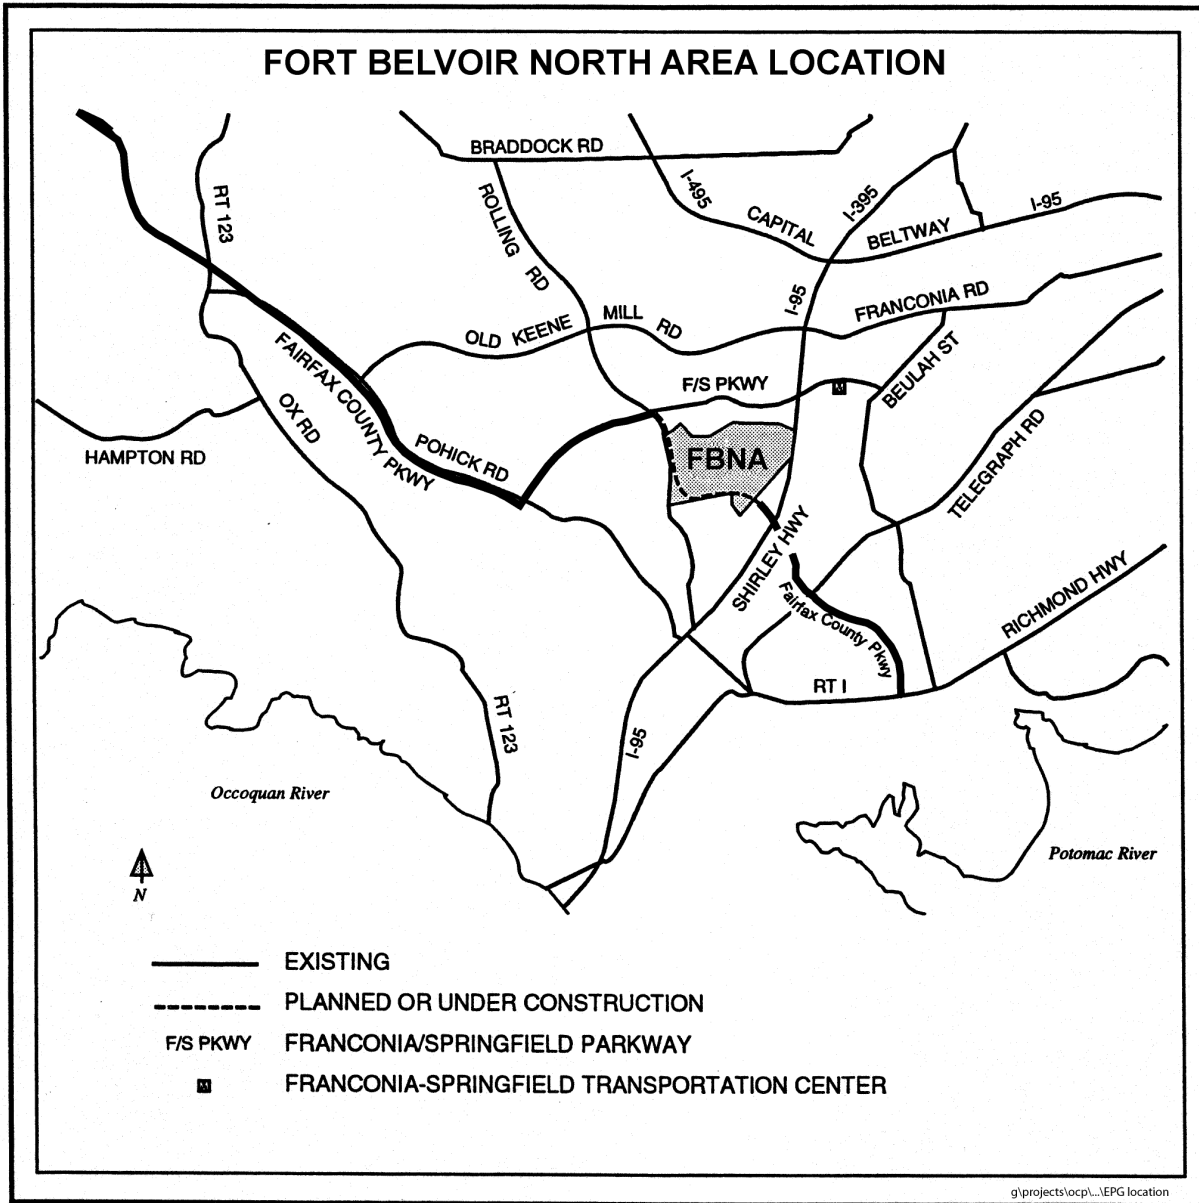 FORT BELVOIR NORTH AREA LOCATION
BRADDOCK RD
RT 123
ROLLING RD
I-495
CAPITAL BELTWAY
I-395
I-95
I-95
FRANCONIA RD
OLD KEENE MILL RD
FAIRFAX COUNTY PKWY
F/S PKWY
M
BEULAH ST
OX RD
HAMPTON RD
POHICK RD
FBNA
TELEGRAPH RD
SHIRLEY HWY
RICHMOND HWY
Fairfax County Pkwy
RT I
RT 123
I-95
Occoquan River
Potomac River
N
EXISTING
PLANNED OR UNDER CONSTRUCTION
F/S PKWY FRANCONIA/SPRINGFIELD PARKWAY
M FRANCONIA-SPRINGFIELD TRANSPORTATION CENTER
g\projects\ocp\...\EPG location